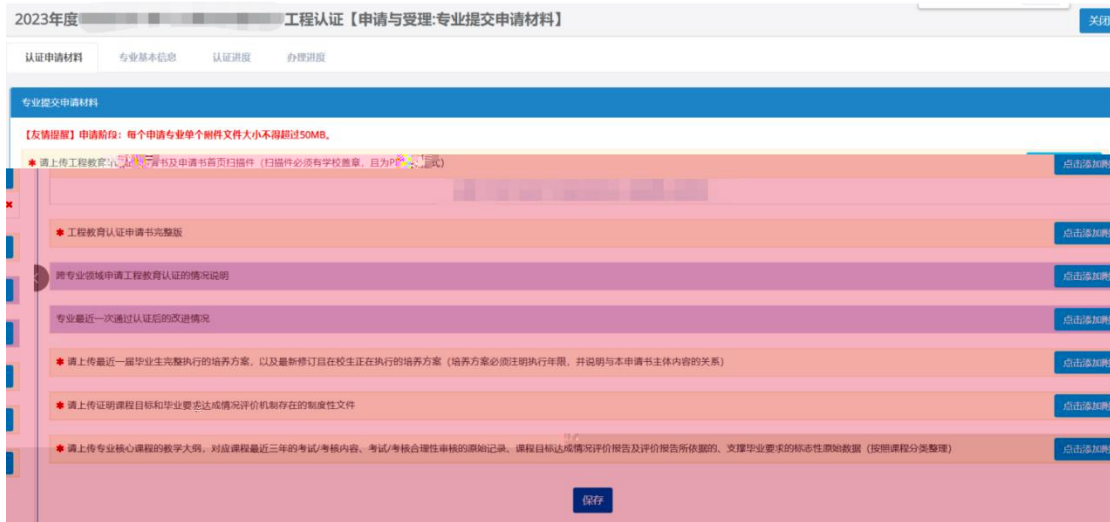 2023年度 工程认证【申请与受理:专业提交申请材料】
关闭
认证申请材料 专业基本信息 认证进度 办理进度
专业提交申请材料
【友情提醒】申请阶段：每个申请专业单个附件文件大小不得超过50MB。
* 请上传工程教育 书及申请书首页扫描件（扫描件必须有学校盖章，且为P 式）
点击添加
* 工程教育认证申请书完整版
点击添加
跨专业领域申请工程教育认证的情况说明
点击添加
专业最近一次通过认证后的改进情况
点击添加
* 请上传最近一届毕业生完整执行的培养方案，以及最新修订且在校生正在执行的培养方案（培养方案必须注明执行年限，并说明与本申请书主体内容的关系）
点击添加
* 请上传证明课程目标和毕业要求达成情况评价机制存在的制度性文件
点击添加
* 请上传专业核心课程的教学大纲，对应课程最近三年的考试/考核内容、考试/考核合理性审核的原始记录、课程目标达成情况评价报告及评价报告所依据的、支撑毕业要求的标志性原始数据（按照课程分类整理）
点击添加
保存